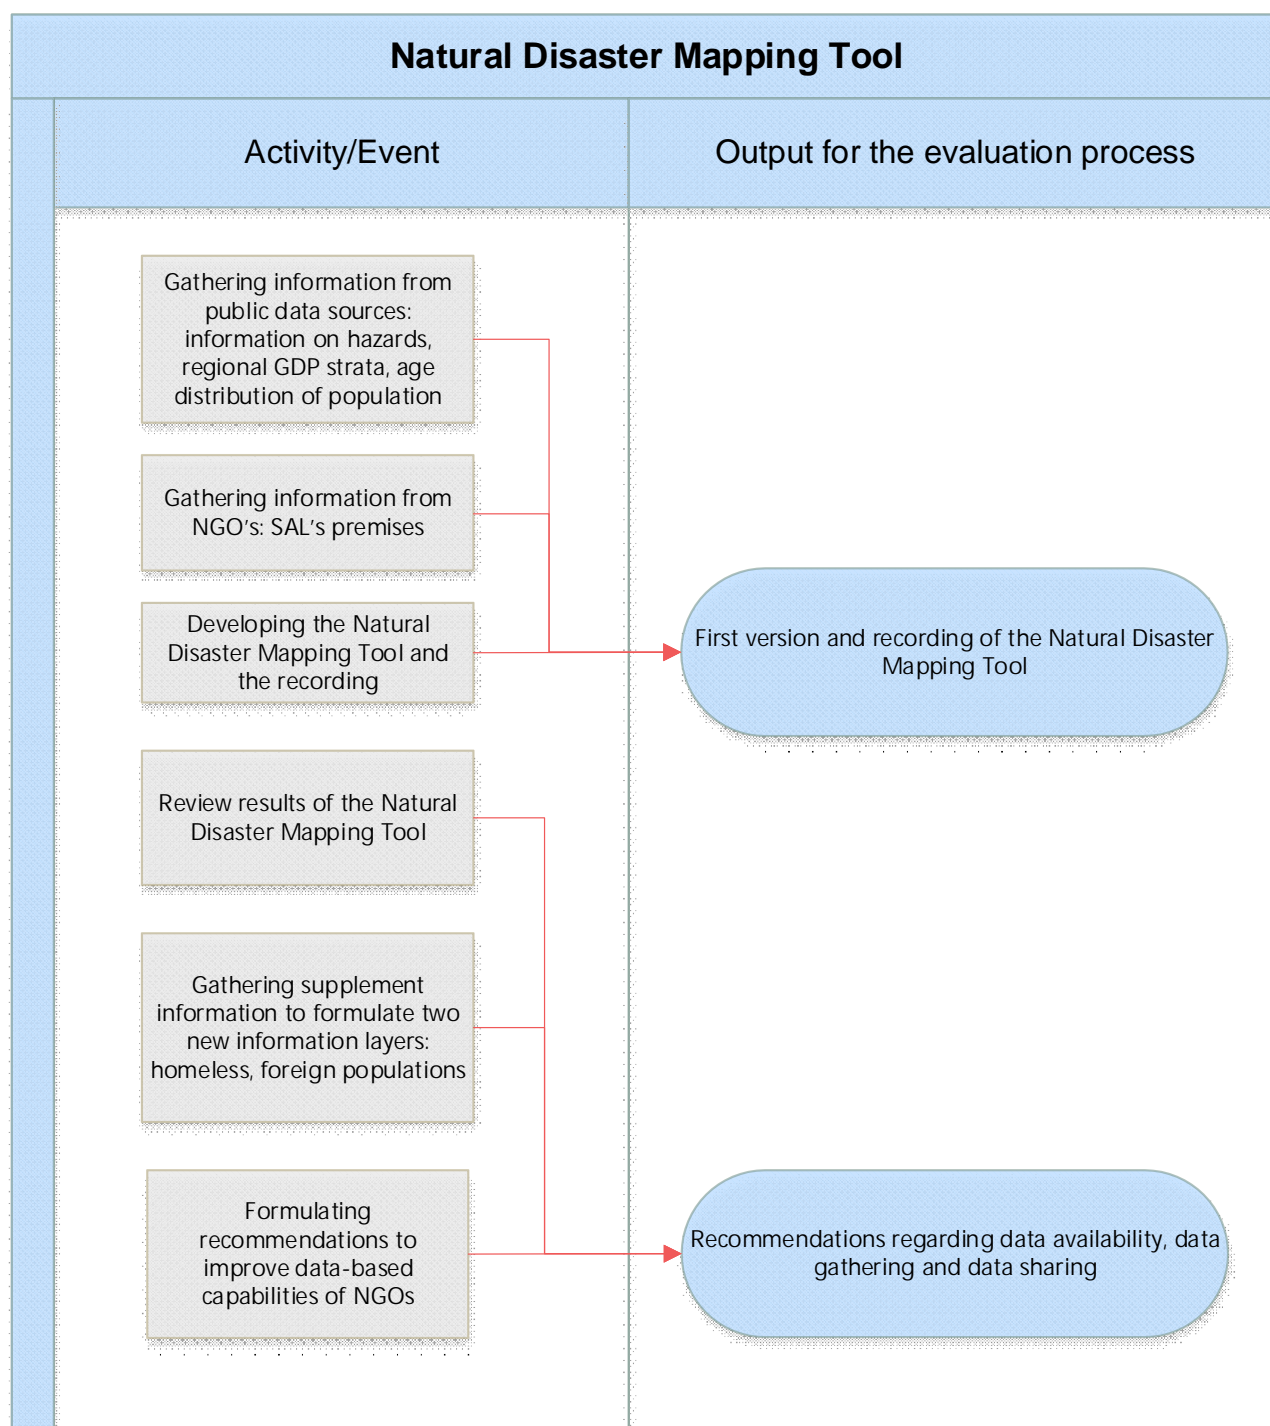 Natural Disaster Mapping Tool
Activity/Event
Output for the evaluation process
Gathering information from
public data sources:
information on hazards,
regional GDP strata, age
distribution of population
Gathering information from
NGO's: SAL's premises
Developing the Natural
Disaster Mapping Tool and
the recording
First version and recording of the Natural Disaster
Mapping Tool
Review results of the Natural
Disaster Mapping Tool
Gathering supplement
information to formulate two
new information layers:
homeless, foreign populations
Formulating
recommendations to
improve data-based
capabilities of NGOs
Recommendations regarding data availability, data
gathering and data sharing